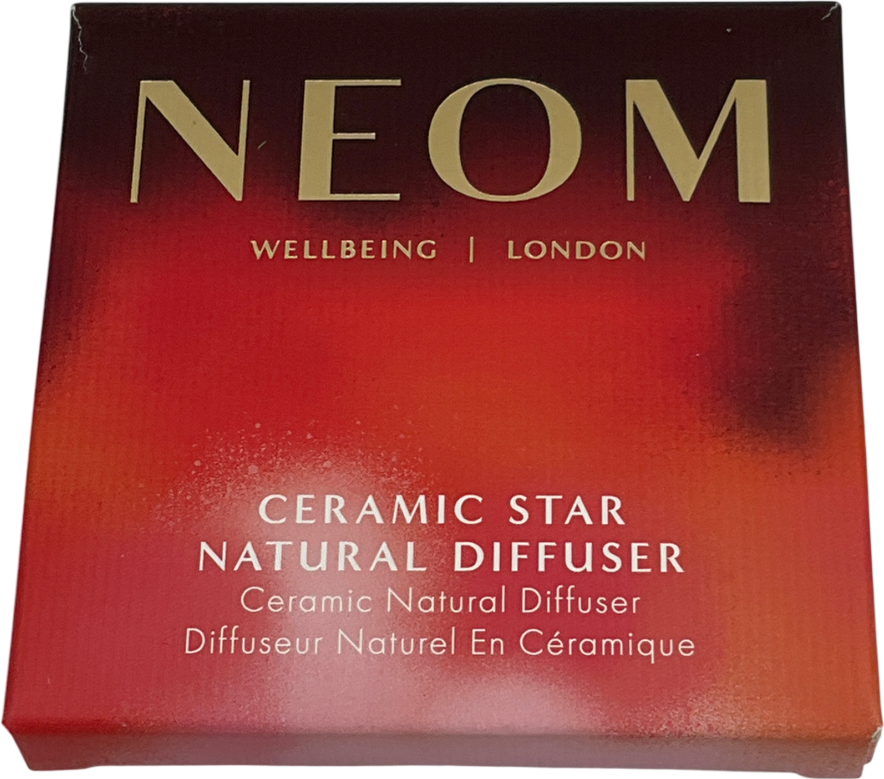 NEOM
WELLBEING | LONDON
CERAMIC STAR
NATURAL DIFFUSER
Ceramic Natural Diffuser
Diffuseur Naturel En Céramique